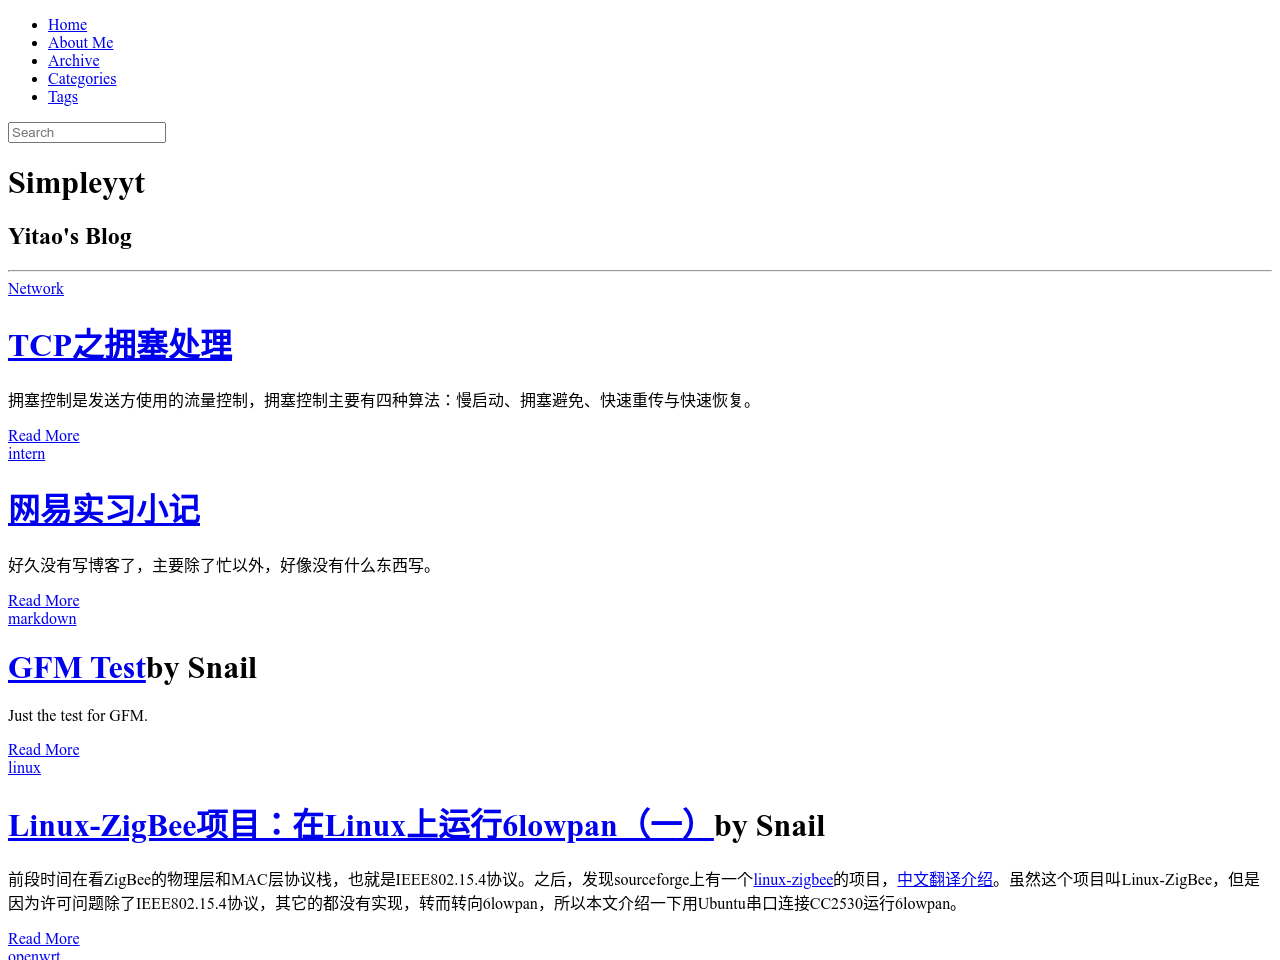 Home
About Me
Archive
Categories
Tags
Search
Simpleyyt
Yitao's Blog
Network
TCP之拥塞处理
拥塞控制是发送方使用的流量控制，拥塞控制主要有四种算法：慢启动、拥塞避免、快速重传与快速恢复。
Read More
intern
网易实习小记
好久没有写博客了，主要除了忙以外，好像没有什么东西写。
Read More
markdown
GFM Testby Snail
Just the test for GFM.
Read More
linux
Linux-ZigBee项目：在Linux上运行6lowpan（一）by Snail
前段时间在看ZigBee的物理层和MAC层协议栈，也就是IEEE802.15.4协议。之后，发现sourceforge上有一个linux-zigbee的项目，中文翻译介绍。虽然这个项目叫Linux-ZigBee，但是
因为许可问题除了IEEE802.15.4协议，其它的都没有实现，转而转向6lowpan，所以本文介绍一下用Ubuntu串口连接CC2530运行6lowpan。
Read More
openwrt